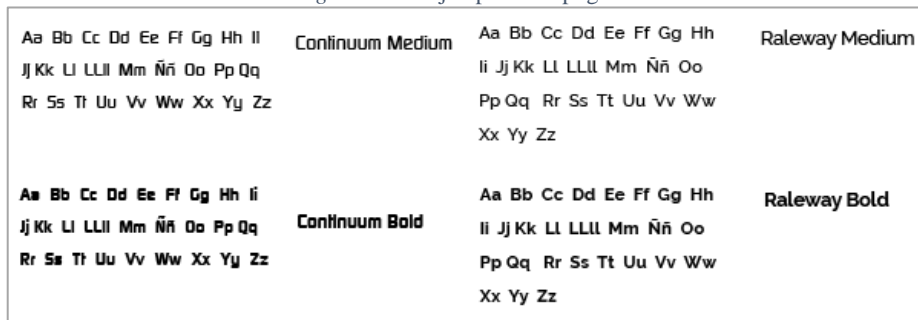 Aa Bb Cc Dd Ee Ff Gg Hh Ii
Jj Kk Ll LLll Mm Ññ Oo Pp Qq
Rr Ss Tt Uu Vv Ww Xx Yy Zz
Continuum Medium
Aa Bb Cc Dd Ee Ff Gg Hh
Ii Jj Kk Ll LLll Mm Ññ Oo
Pp Qq Rr Ss Tt Uu Vv Ww
Xx Yy Zz
Raleway Medium
Aa Bb Cc Dd Ee Ff Gg Hh Ii
Jj Kk Ll LLll Mm Ññ Oo Pp Qq
Rr Ss Tt Uu Vv Ww Xx Yy Zz
Continuum Bold
Aa Bb Cc Dd Ee Ff Gg Hh
Ii Jj Kk Ll LLll Mm Ññ Oo
Pp Qq Rr Ss Tt Uu Vv Ww
Xx Yy Zz
Raleway Bold